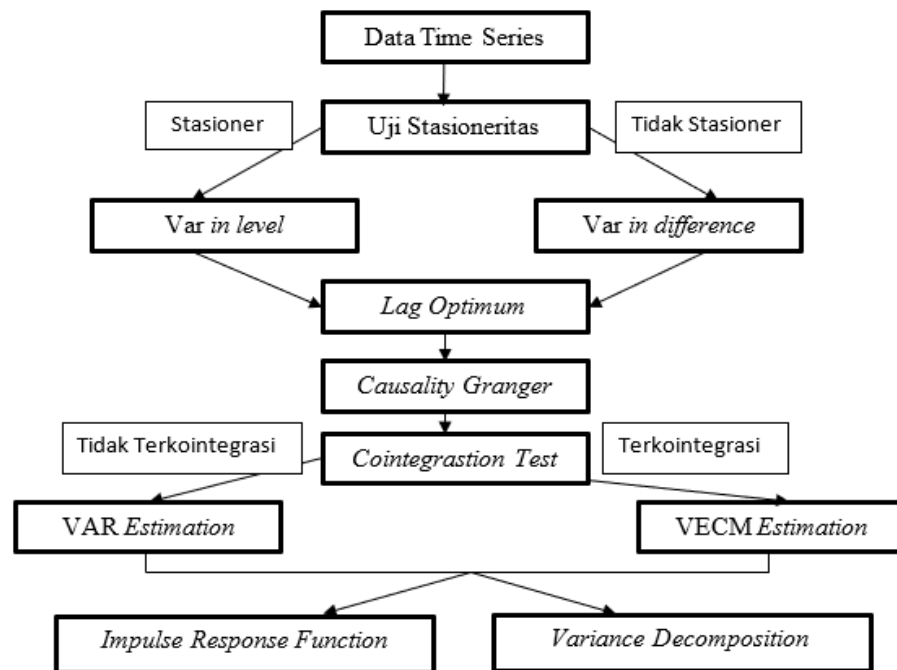 Data Time Series
Stasioner
Uji Stasioneritas
Tidak Stasioner
Var in level
Var in difference
Lag Optimum
Causality Granger
Tidak Terkointegrasi
Cointegrastion Test
Terkointegrasi
VAR Estimation
VECM Estimation
Impulse Response Function
Variance Decomposition